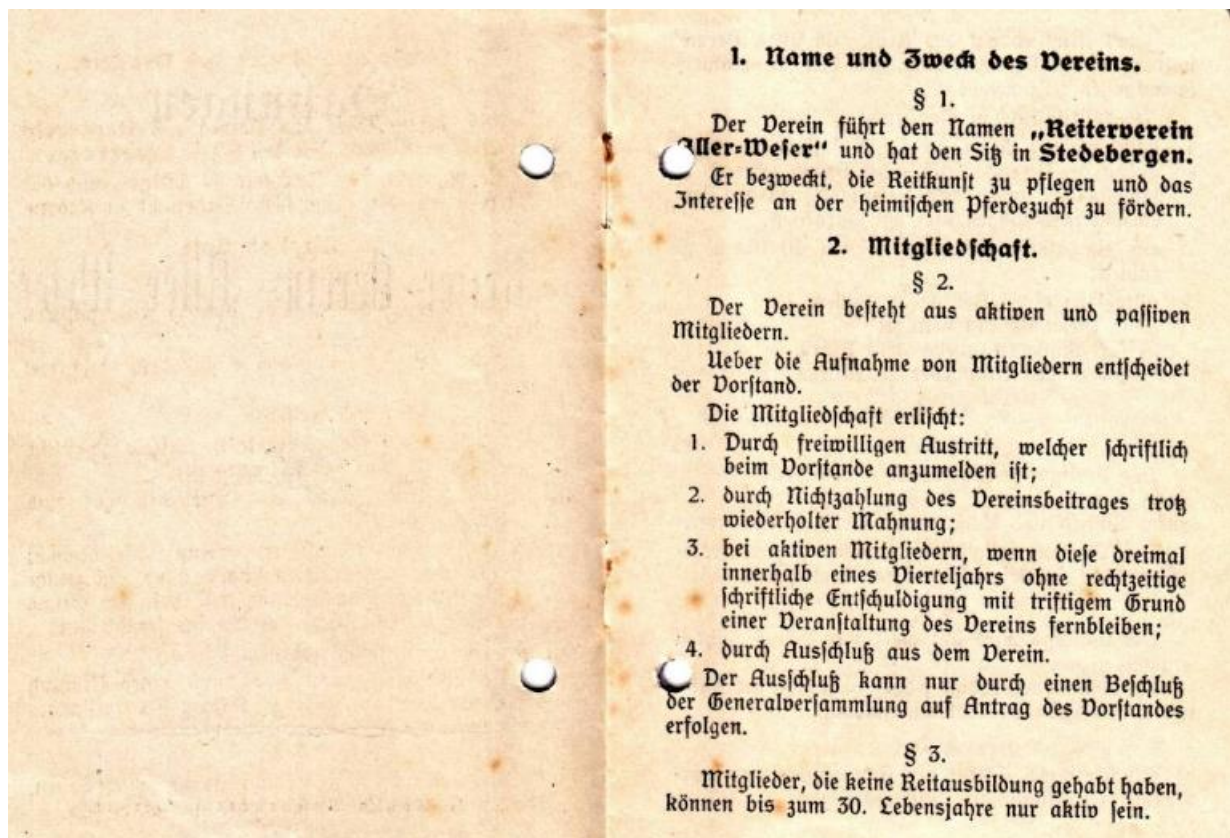 1. Name und Zweck des Vereins.
§ 1.
Der Verein führt den Namen „Reiterverein
Aller-Weser“ und hat den Sitz in Stedebergen.
Er bezweckt, die Reitkunst zu pflegen und das
Interesse an der heimischen Pferdezucht zu fördern.
2. Mitgliedschaft.
§ 2.
Der Verein besteht aus aktiven und passiven
Mitgliedern.
Ueber die Aufnahme von Mitgliedern entscheidet
der Vorstand.
Die Mitgliedschaft erlischt:
1. Durch freiwilligen Austritt, welcher schriftlich
beim Vorstande anzumelden ist;
2. durch Nichtzahlung des Vereinsbeitrages trotz
wiederholter Mahnung;
3. bei aktiven Mitgliedern, wenn diese dreimal
innerhalb eines Vierteljahrs ohne rechtzeitige
schriftliche Entschuldigung mit triftigem Grund
einer Veranstaltung des Vereins fernbleiben;
4. durch Ausschluß aus dem Verein.
Der Ausschluß kann nur durch einen Beschluß
der Generalversammlung auf Antrag des Vorstandes
erfolgen.
§ 3.
Mitglieder, die keine Reitausbildung gehabt haben,
können bis zum 30. Lebensjahre nur aktiv sein.